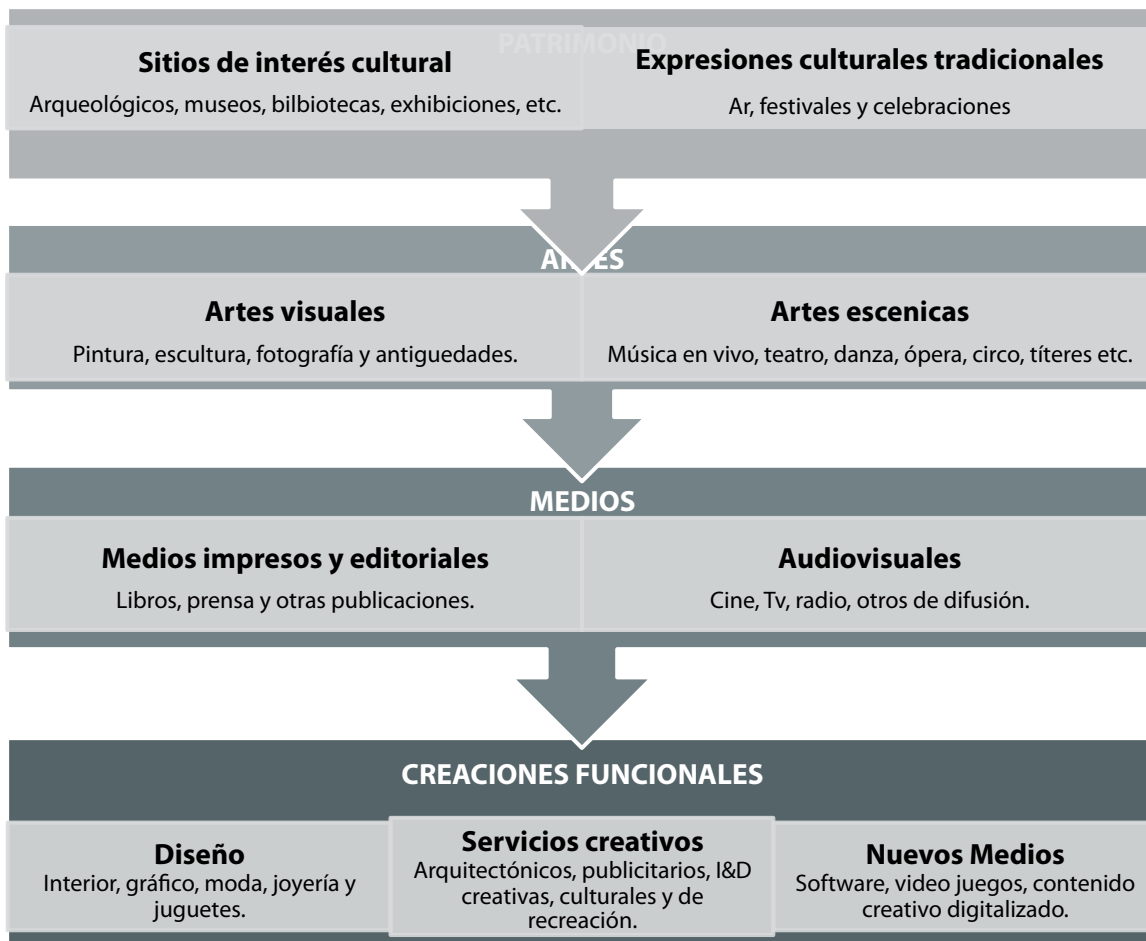 PATRIMONIO
Sitios de interés cultural
Arqueológicos, museos, bilbiotecas, exhibiciones, etc.
Expresiones culturales tradicionales
Ar, festivales y celebraciones
ARTES
Artes visuales
Pintura, escultura, fotografía y antiguedades.
Artes escenicas
Música en vivo, teatro, danza, ópera, circo, títeres etc.
MEDIOS
Medios impresos y editoriales
Libros, prensa y otras publicaciones.
Audiovisuales
Cine, Tv, radio, otros de difusión.
CREACIONES FUNCIONALES
Diseño
Interior, gráfico, moda, joyería y
juguetes.
Servicios creativos
Arquitectónicos, publicitarios, I&D
creativas, culturales y de
recreación.
Nuevos Medios
Software, video juegos, contenido
creativo digitalizado.